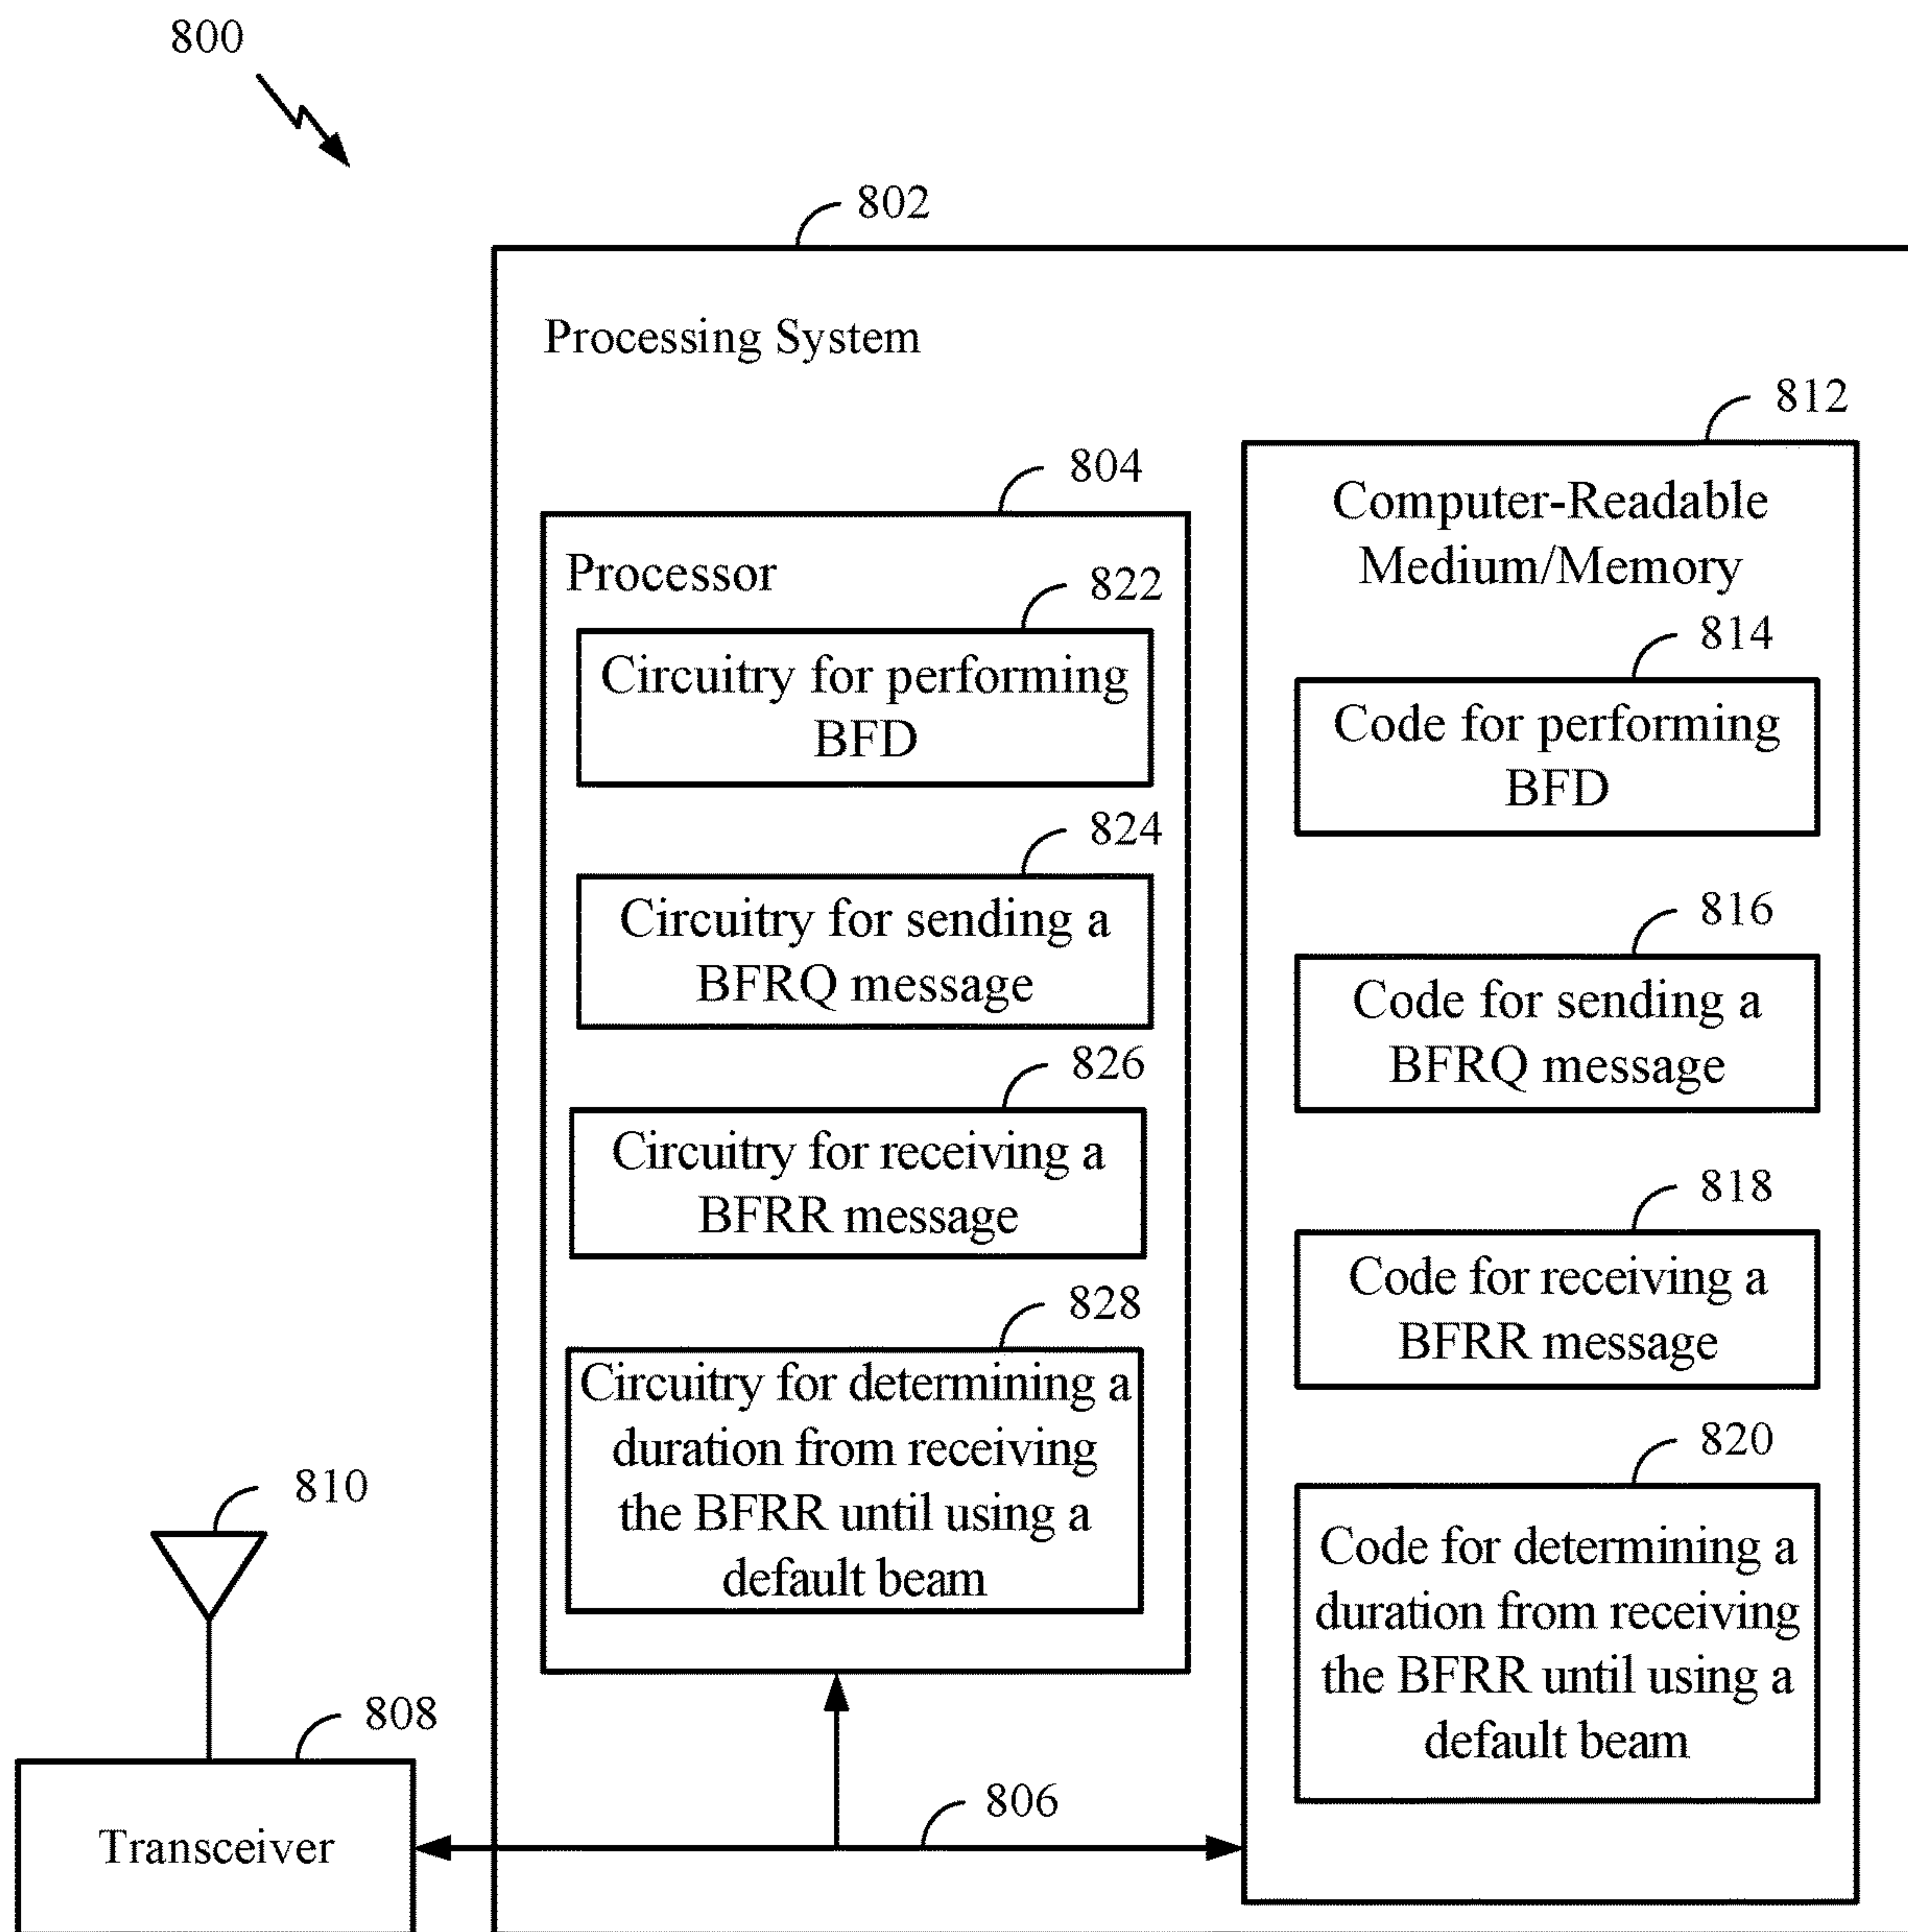 800
802
Processing System
804
Processor
822
Circuitry for performing
BFD
824
Circuitry for sending a
BFRQ message
826
Circuitry for receiving a
BFRR message
828
Circuitry for determining a
duration from receiving
the BFRR until using a
default beam
812
Computer-Readable
Medium/Memory
814
Code for performing
BFD
816
Code for sending a
BFRQ message
818
Code for receiving a
BFRR message
820
Code for determining a
duration from receiving
the BFRR until using a
default beam
810
808
Transceiver
806